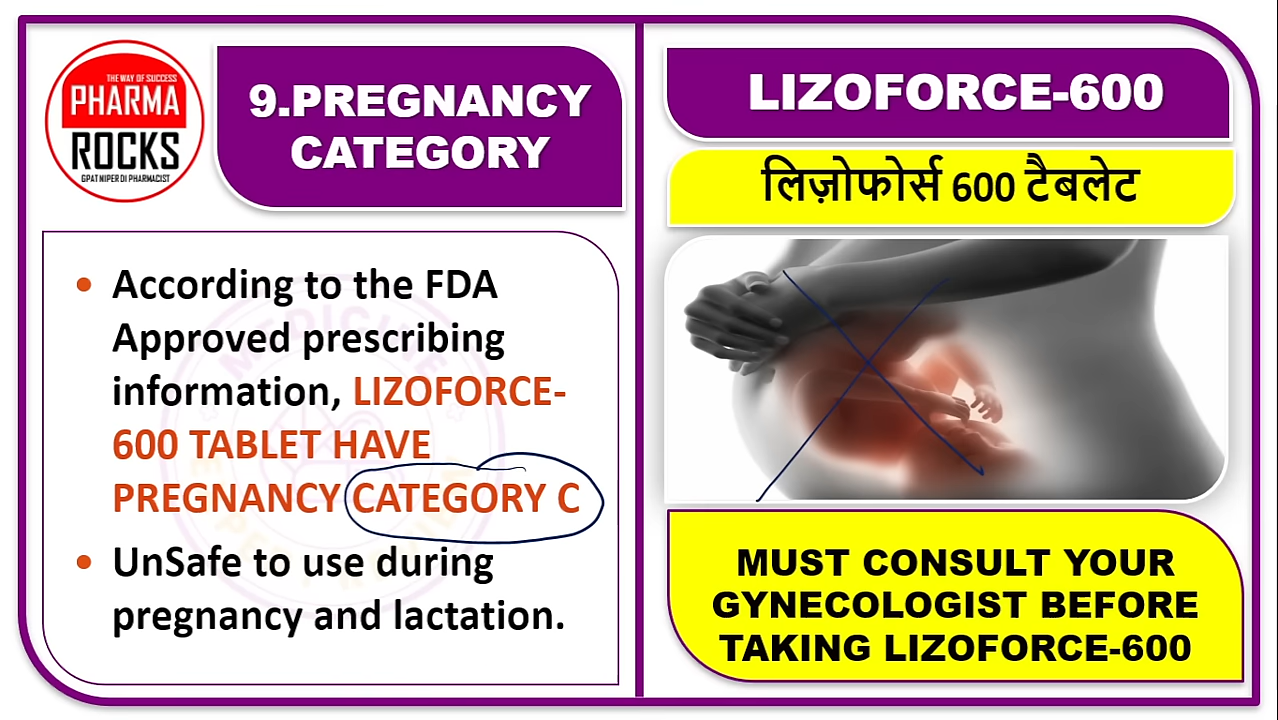 THE WAY OF SUCCESS
PHARMA
ROCKS
GPAT NIPER DI PHARMACIST
9.PREGNANCY
CATEGORY
• According to the FDA
Approved prescribing
information, LIZOFORCE-
600 TABLET HAVE
PREGNANCY CATEGORY C
• UnSafe to use during
pregnancy and lactation.
MEDICINE
LIZOFORCE-600
लिज़ोफोर्स 600 टैबलेट
MUST CONSULT YOUR
GYNECOLOGIST BEFORE
TAKING LIZOFORCE-600